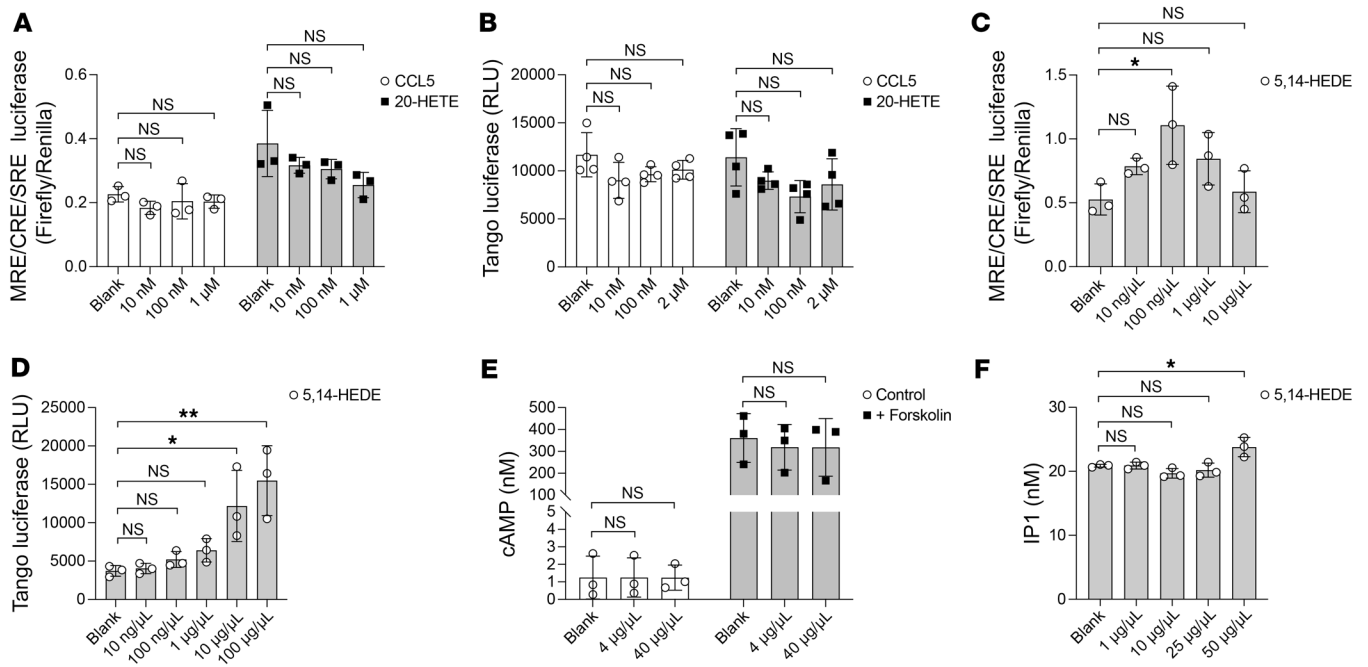 A
MRE/CRE/SRE luciferase
(Firefly/Renilla)
0.6
0.4
0.2
0.0
NS
NS
NS
NS
NS
NS
CCL5
20-HETE
Blank
10 nM
100 nM
1 µM
Blank
10 nM
100 nM
1 µM
B
Tango luciferase (RLU)
20000
15000
10000
5000
0
NS
NS
NS
NS
NS
NS
CCL5
20-HETE
Blank
10 nM
100 nM
2 µM
Blank
10 nM
100 nM
2 µM
C
MRE/CRE/SRE luciferase
(Firefly/Renilla)
1.5
1.0
0.5
0.0
NS
NS
*
NS
5,14-HEDE
Blank
10 ng/µL
100 ng/µL
1 µg/µL
10 µg/µL
D
Tango luciferase (RLU)
25000
20000
15000
10000
5000
0
**
*
NS
NS
NS
5,14-HEDE
Blank
10 ng/µL
100 ng/µL
1 µg/µL
10 µg/µL
100 µg/µL
E
cAMP (nM)
500
400
300
200
100
5
4
3
2
1
0
NS
NS
NS
NS
Control
+ Forskolin
Blank
4 µg/µL
40 µg/µL
Blank
4 µg/µL
40 µg/µL
F
IP1 (nM)
30
20
10
0
*
NS
NS
NS
5,14-HEDE
Blank
1 µg/µL
10 µg/µL
25 µg/µL
50 µg/µL